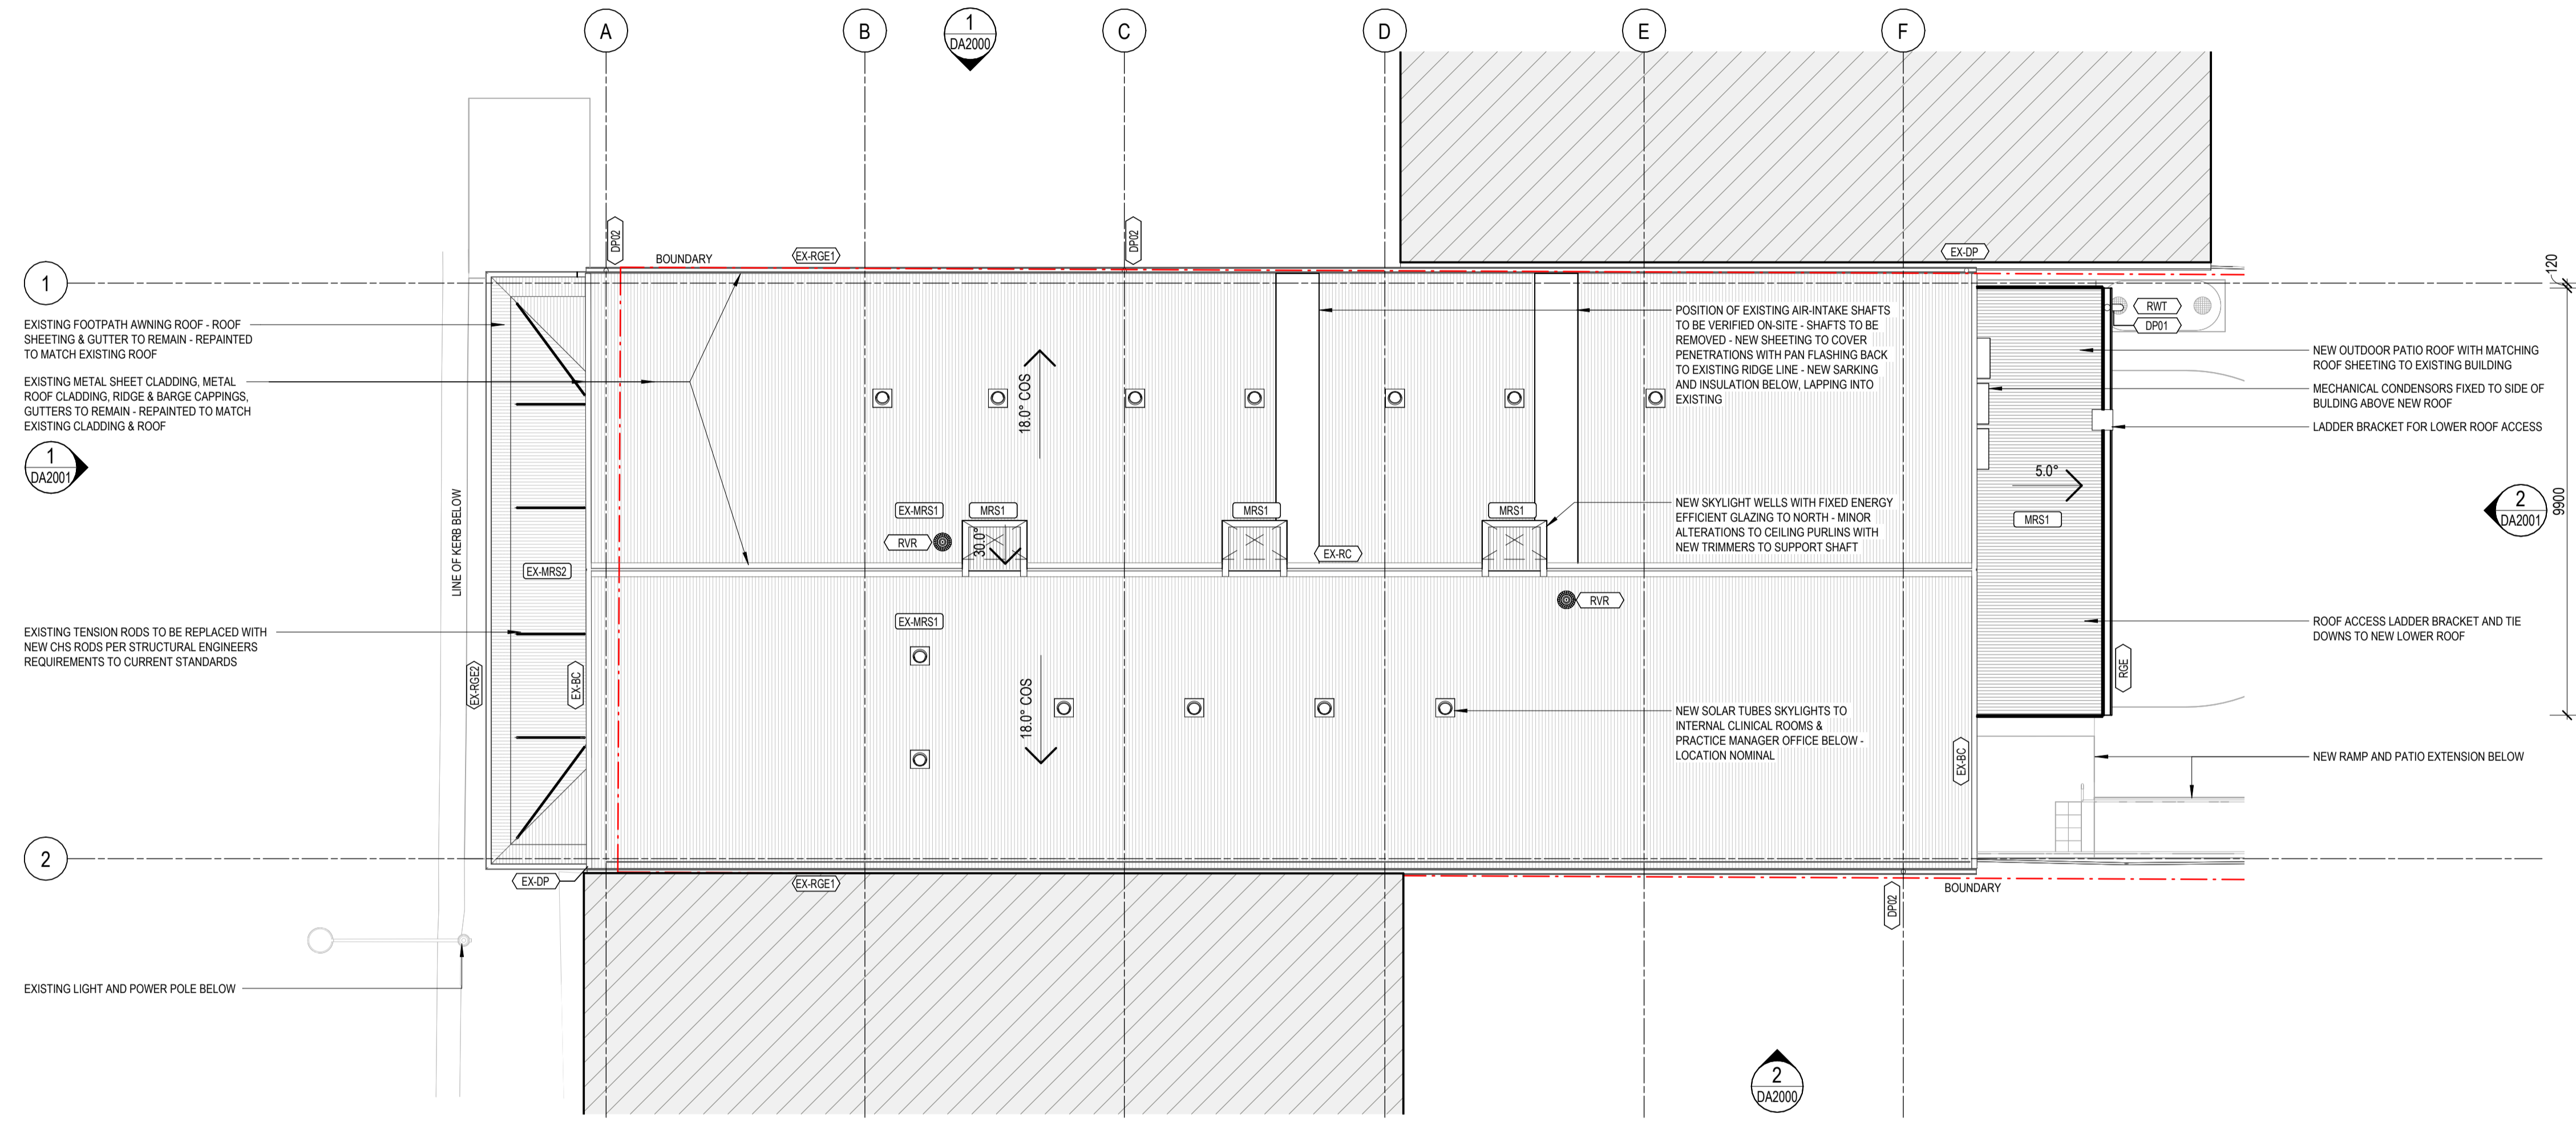 A
B
1
DA2000
C
D
E
F
DP02
DP02
BOUNDARY
EX-RGE1
EX-DP
120
1
EXISTING FOOTPATH AWNING ROOF - ROOF
SHEETING & GUTTER TO REMAIN - REPAINTED
TO MATCH EXISTING ROOF
EXISTING METAL SHEET CLADDING, METAL
ROOF CLADDING, RIDGE & BARGE CAPPINGS,
GUTTERS TO REMAIN - REPAINTED TO MATCH
EXISTING CLADDING & ROOF
1
DA2001
LINE OF KERB BELOW
18.0° COS
POSITION OF EXISTING AIR-INTAKE SHAFTS
TO BE VERIFIED ON-SITE - SHAFTS TO BE
REMOVED - NEW SHEETING TO COVER
PENETRATIONS WITH PAN FLASHING BACK
TO EXISTING RIDGE LINE - NEW SARKING
AND INSULATION BELOW, LAPPING INTO
EXISTING
RWT
DP01
NEW OUTDOOR PATIO ROOF WITH MATCHING
ROOF SHEETING TO EXISTING BUILDING
MECHANICAL CONDENSORS FIXED TO SIDE OF
BULDING ABOVE NEW ROOF
LADDER BRACKET FOR LOWER ROOF ACCESS
5.0°
MRS1
2
DA2001
9900
EX-MRS1
MRS1
MRS1
MRS1
RVR
30.0°
EX-RC
NEW SKYLIGHT WELLS WITH FIXED ENERGY
EFFICIENT GLAZING TO NORTH - MINOR
ALTERATIONS TO CEILING PURLINS WITH
NEW TRIMMERS TO SUPPORT SHAFT
EX-MRS2
RVR
EX-MRS1
EXISTING TENSION RODS TO BE REPLACED WITH
NEW CHS RODS PER STRUCTURAL ENGINEERS
REQUIREMENTS TO CURRENT STANDARDS
EX-RGE2
EX-BC
18.0° COS
ROOF ACCESS LADDER BRACKET AND TIE
DOWNS TO NEW LOWER ROOF
RGE
NEW SOLAR TUBES SKYLIGHTS TO
INTERNAL CLINICAL ROOMS &
PRACTICE MANAGER OFFICE BELOW -
LOCATION NOMINAL
EX-BC
NEW RAMP AND PATIO EXTENSION BELOW
2
EX-DP
EX-RGE1
DP02
BOUNDARY
EXISTING LIGHT AND POWER POLE BELOW
2
DA2000